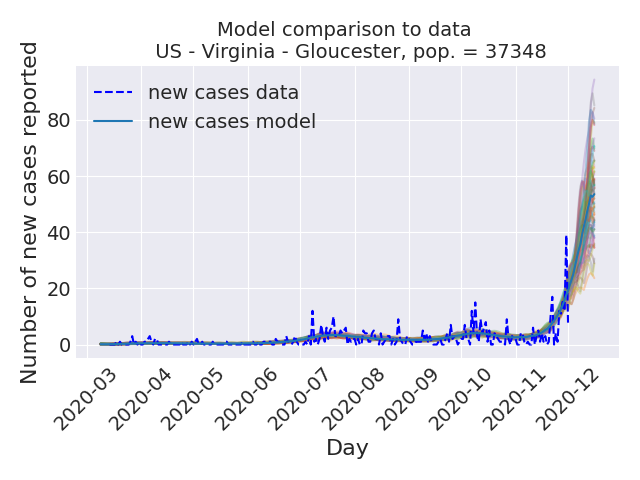 Model comparison to data
US - Virginia - Gloucester, pop. = 37348
new cases data
new cases model
Number of new cases reported
80
60
40
20
0
2020-03
2020-04
2020-05
2020-06
2020-07
2020-08
2020-09
2020-10
2020-11
2020-12
Day